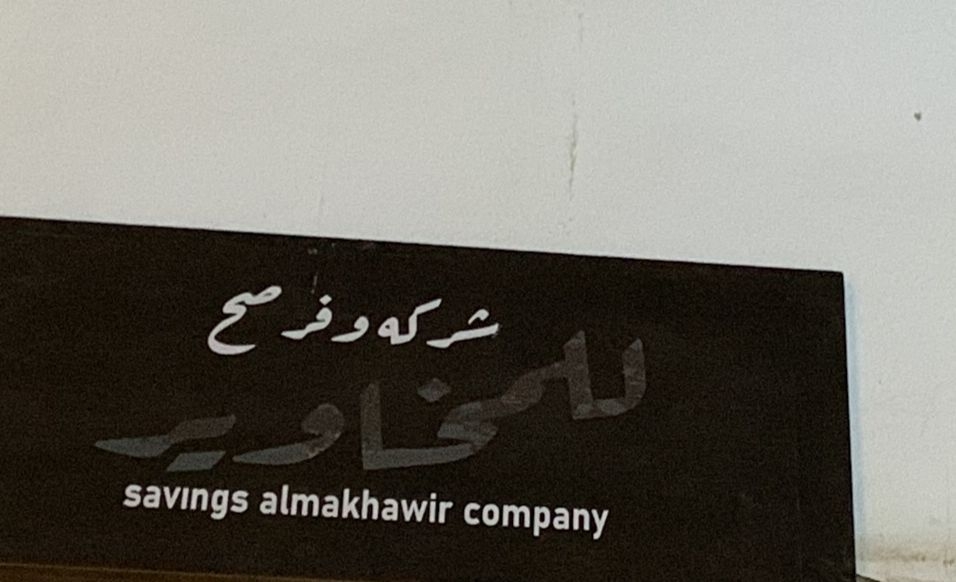 شركه وفر صح
للمخاوير
savings almakhawir company